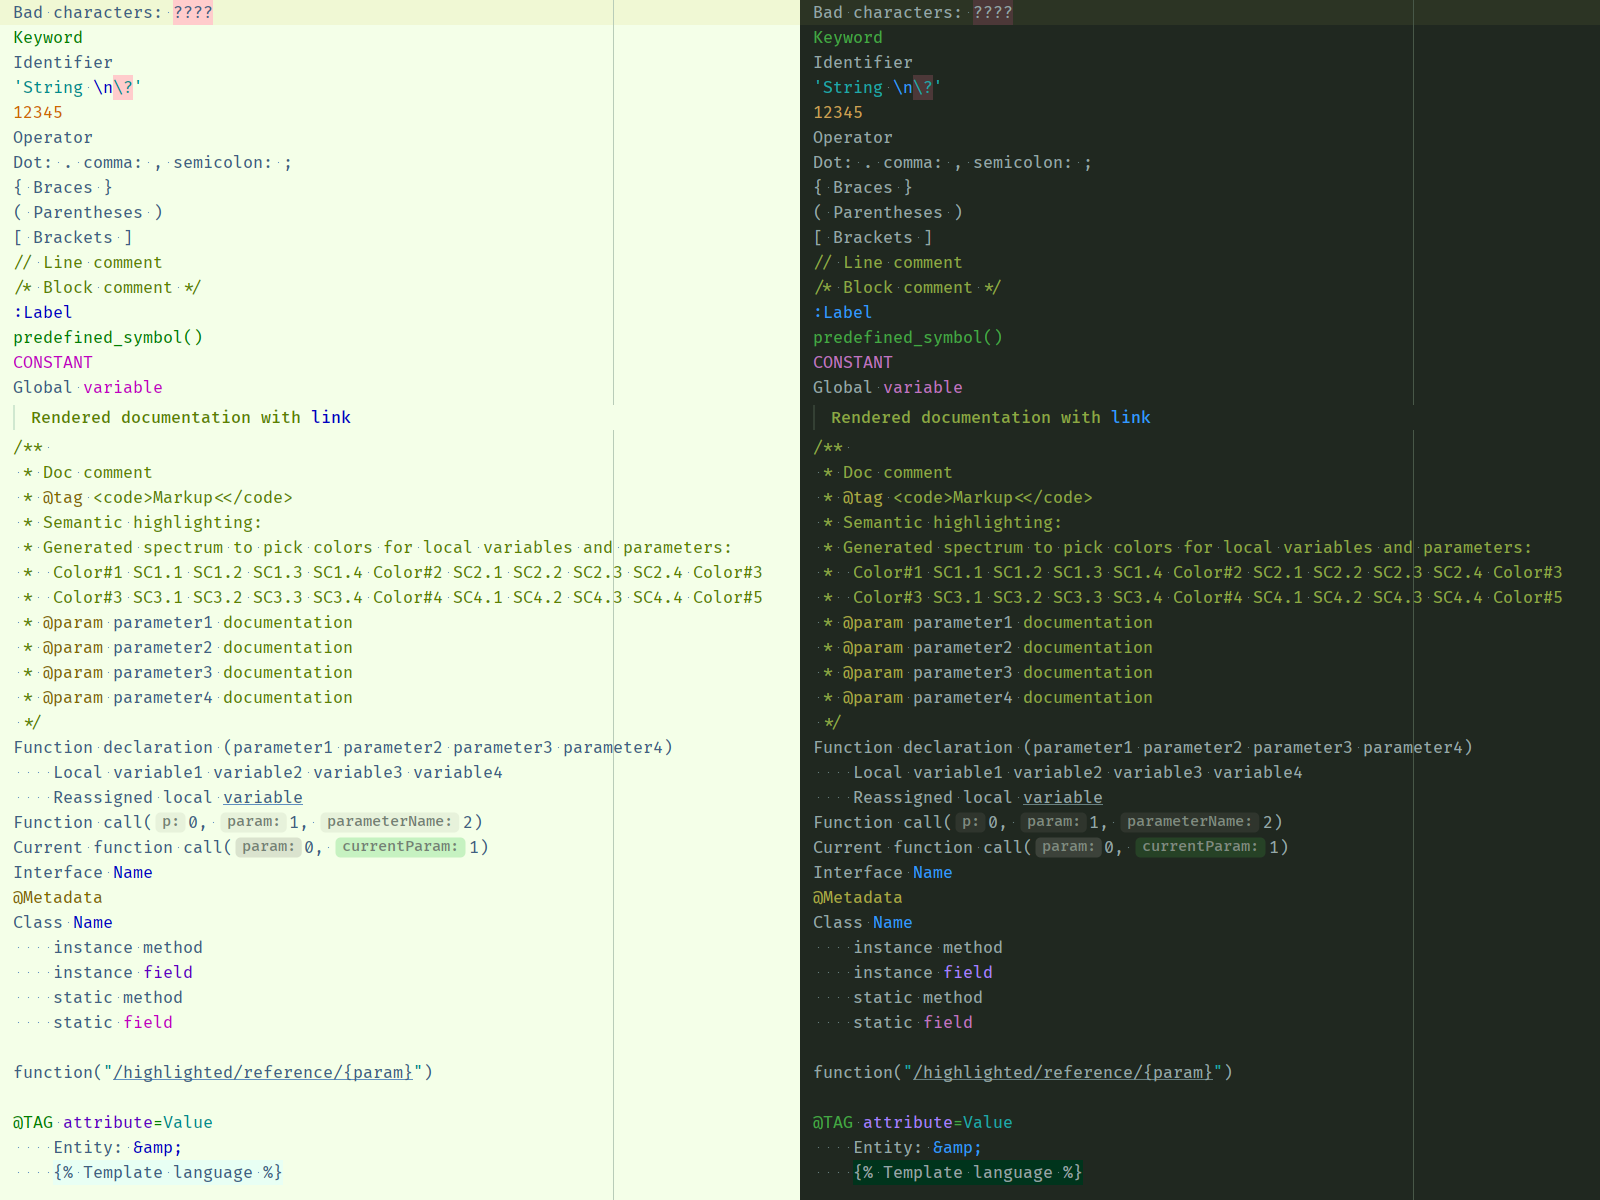 Bad characters: ????
Keyword
Identifier
'String \n\?'
12345
Operator
Dot: . comma: , semicolon: ;
{ Braces }
( Parentheses )
[ Brackets ]
// Line comment
/* Block comment */
:Label
predefined_symbol()
CONSTANT
Global variable
Rendered documentation with link
/**
 * Doc comment
 * @tag <code>Markup<</code>
 * Semantic highlighting:
 * Generated spectrum to pick colors for local variables and parameters:
 *  Color#1 SC1.1 SC1.2 SC1.3 SC1.4 Color#2 SC2.1 SC2.2 SC2.3 SC2.4 Color#3
 *  Color#3 SC3.1 SC3.2 SC3.3 SC3.4 Color#4 SC4.1 SC4.2 SC4.3 SC4.4 Color#5
 * @param parameter1 documentation
 * @param parameter2 documentation
 * @param parameter3 documentation
 * @param parameter4 documentation
 */
Function declaration (parameter1 parameter2 parameter3 parameter4)
    Local variable1 variable2 variable3 variable4
    Reassigned local variable
Function call( p: 0, param: 1, parameterName: 2)
Current function call( param: 0, currentParam: 1)
Interface Name
@Metadata
Class Name
    instance method
    instance field
    static method
    static field
function("/highlighted/reference/{param}")
@TAG attribute=Value
    Entity: &amp;
    {% Template language %}
Bad characters: ????
Keyword
Identifier
'String \n\?'
12345
Operator
Dot: . comma: , semicolon: ;
{ Braces }
( Parentheses )
[ Brackets ]
// Line comment
/* Block comment */
:Label
predefined_symbol()
CONSTANT
Global variable
Rendered documentation with link
/**
 * Doc comment
 * @tag <code>Markup<</code>
 * Semantic highlighting:
 * Generated spectrum to pick colors for local variables and parameters:
 *  Color#1 SC1.1 SC1.2 SC1.3 SC1.4 Color#2 SC2.1 SC2.2 SC2.3 SC2.4 Color#3
 *  Color#3 SC3.1 SC3.2 SC3.3 SC3.4 Color#4 SC4.1 SC4.2 SC4.3 SC4.4 Color#5
 * @param parameter1 documentation
 * @param parameter2 documentation
 * @param parameter3 documentation
 * @param parameter4 documentation
 */
Function declaration (parameter1 parameter2 parameter3 parameter4)
    Local variable1 variable2 variable3 variable4
    Reassigned local variable
Function call( p: 0, param: 1, parameterName: 2)
Current function call( param: 0, currentParam: 1)
Interface Name
@Metadata
Class Name
    instance method
    instance field
    static method
    static field
function("/highlighted/reference/{param}")
@TAG attribute=Value
    Entity: &amp;
    {% Template language %}